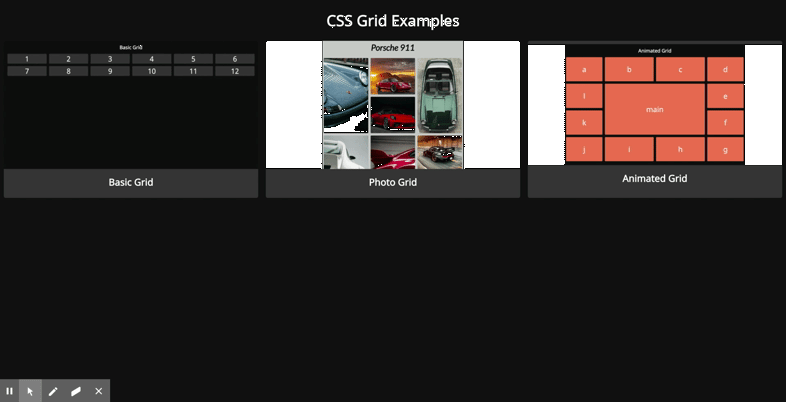 CSS Grid Examples
Basic Grid
1 2 3 4 5 6
7 8 9 10 11 12
Basic Grid
Porsche 911
Photo Grid
Animated Grid
a b c d
l main e
k f
j i h g
Animated Grid